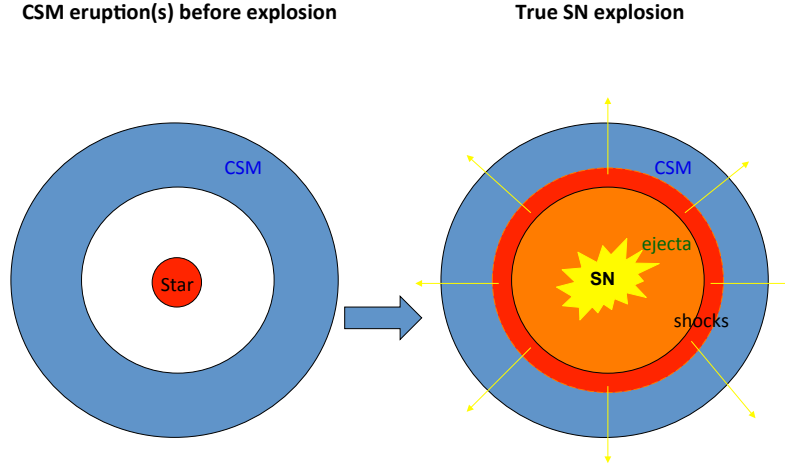 CSM eruption(s) before explosion
True SN explosion
CSM
Star
CSM
ejecta
SN
shocks